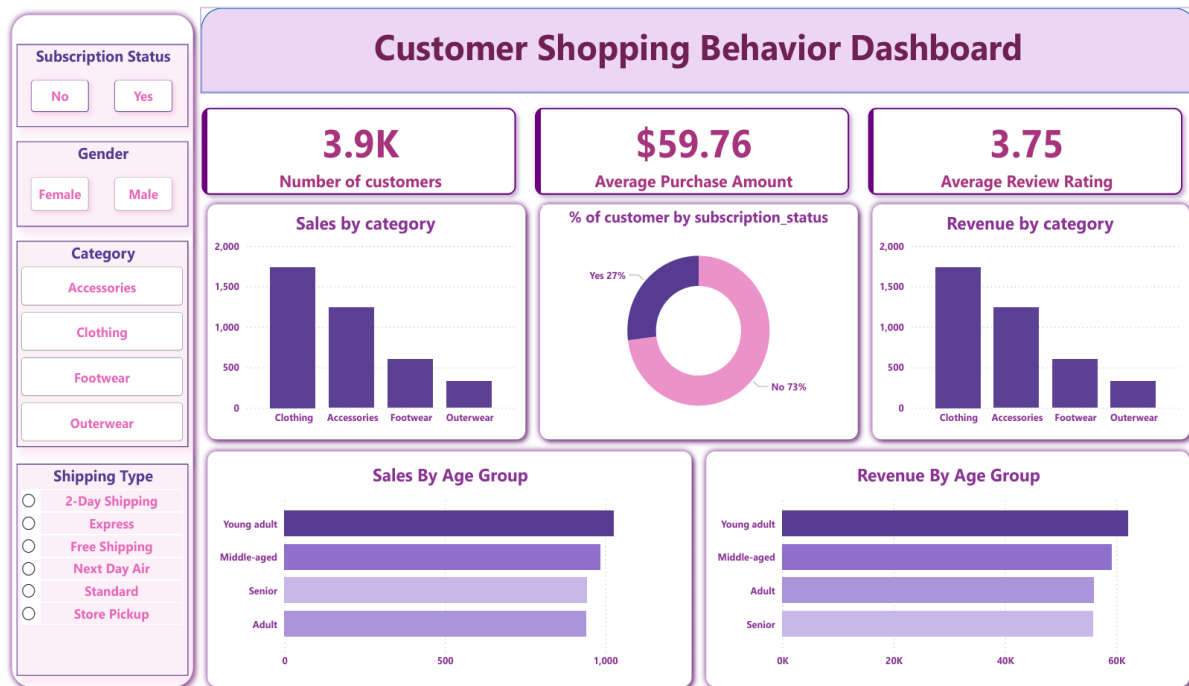 Customer Shopping Behavior Dashboard
Subscription Status
No
Yes
Gender
Female
Male
Category
Accessories
Clothing
Footwear
Outerwear
Shipping Type
2-Day Shipping
Express
Free Shipping
Next Day Air
Standard
Store Pickup
3.9K
Number of customers
$59.76
Average Purchase Amount
3.75
Average Review Rating
Sales by category
2,000
1,500
1,000
500
0
Clothing
Accessories
Footwear
Outerwear
% of customer by subscription_status
Yes 27%
No 73%
Revenue by category
2,000
1,500
1,000
500
0
Clothing
Accessories
Footwear
Outerwear
Sales By Age Group
Young adult
Middle-aged
Senior
Adult
0
500
1,000
Revenue By Age Group
Young adult
Middle-aged
Adult
Senior
0K
20K
40K
60K